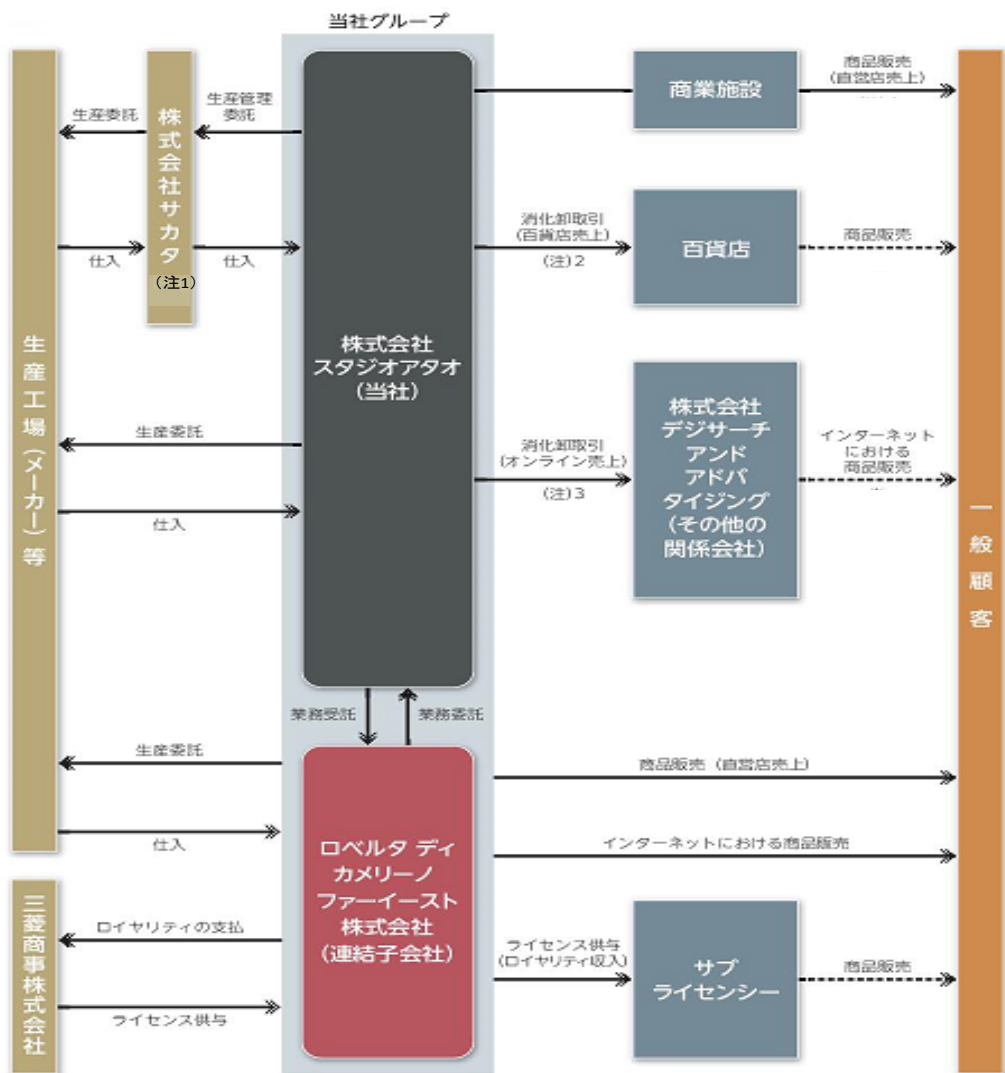 当社グループ
生産工場（メーカー）等
生産委託
株式会社サカタ
（注1）
生産管理
委託
仕入
仕入
生産委託
仕入
株式会社
スタジオアタオ
（当社）
商業施設
商品販売
（直営店売上）
消化卸取引
（百貨店売上）
（注）2
百貨店
商品販売
消化卸取引
（オンライン売上）
（注）3
株式会社
デジサーチ
アンド
アドバ
タイジング
（その他の
関係会社）
インターネット
における
商品販売
一般顧客
業務受託
業務委託
生産委託
仕入
ロベルタ ディ
カメリーノ
ファーイースト
株式会社
（連結子会社）
商品販売（直営店売上）
インターネットにおける商品販売
三菱商事株式会社
ロイヤリティの支払
ライセンス供与
ライセンス供与
（ロイヤリティ収入）
サブ
ライセンシー
商品販売